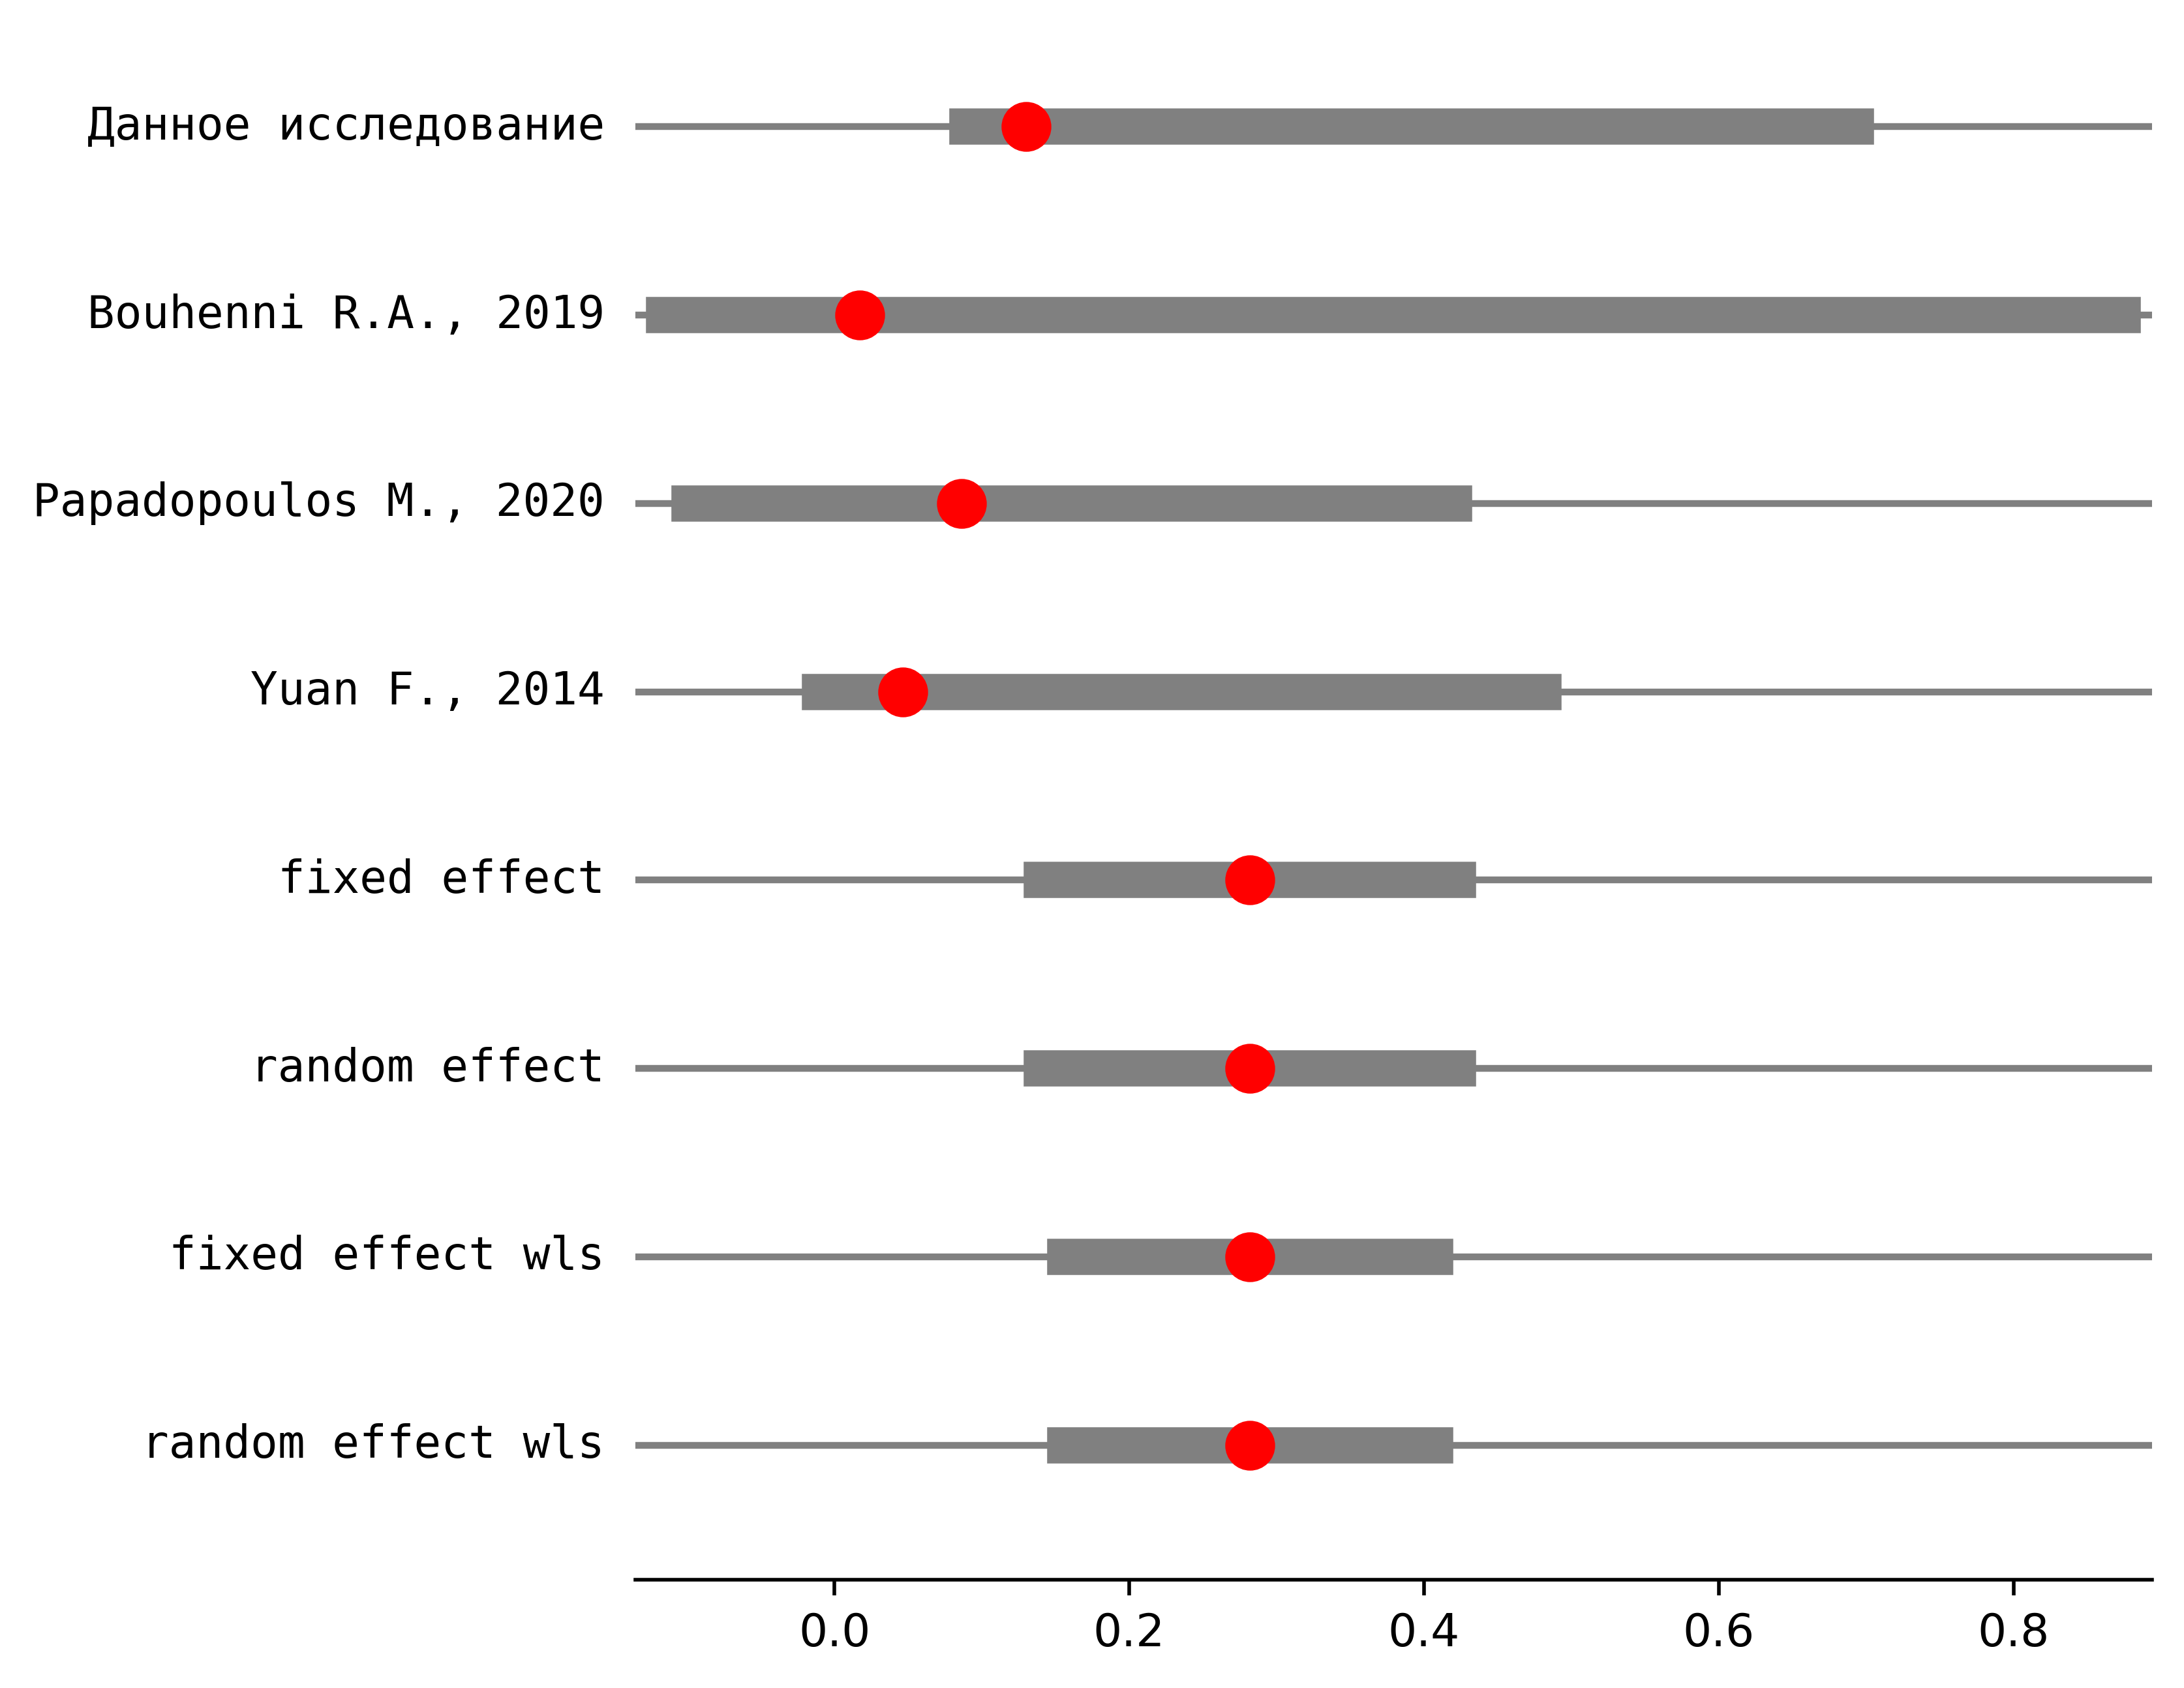 Данное исследование
Bouhenni R.A., 2019
Papadopoulos M., 2020
Yuan F., 2014
fixed effect
random effect
fixed effect wls
random effect wls
0.0 0.2 0.4 0.6 0.8